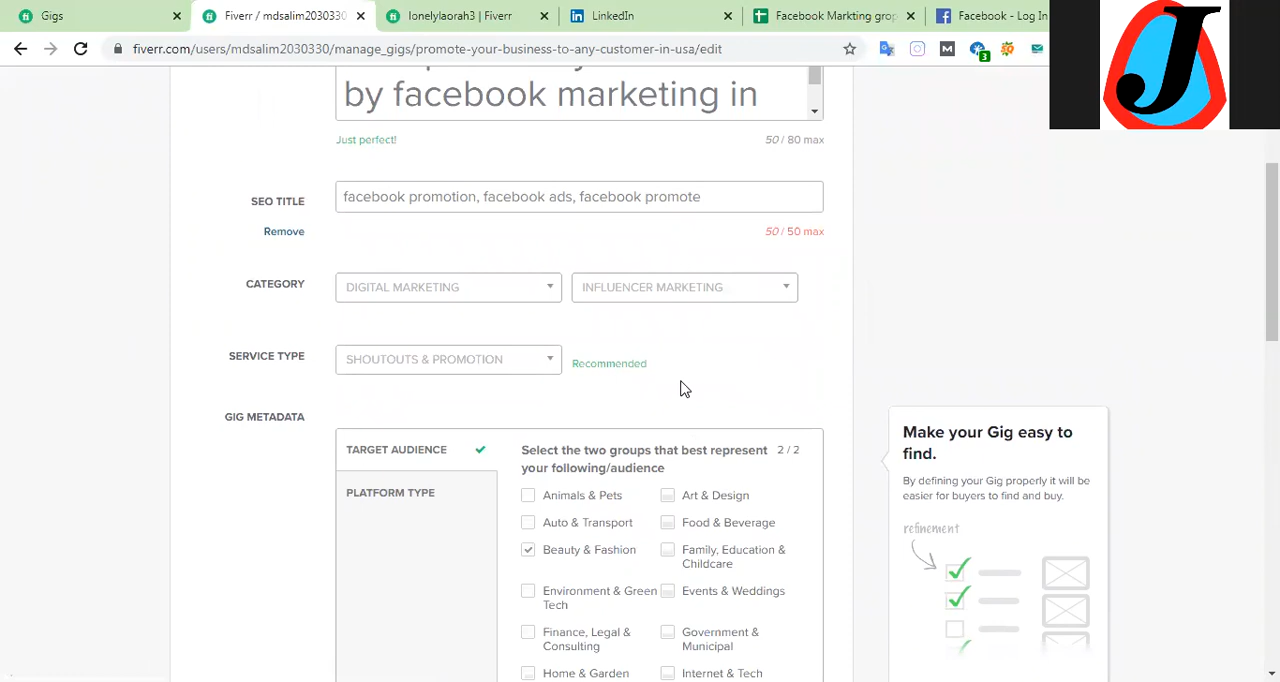 Gigs
Fiverr / mdsalim2030330
lonelylaorah3 | Fiverr
LinkedIn
Facebook Markting grop
Facebook - Log In
fiverr.com/users/mdsalim2030330/manage_gigs/promote-your-business-to-any-customer-in-usa/edit
M
3
J
by facebook marketing in
Just perfect!
50 / 80 max
SEO TITLE
facebook promotion, facebook ads, facebook promote
Remove
50 / 50 max
CATEGORY
DIGITAL MARKETING
INFLUENCER MARKETING
SERVICE TYPE
SHOUTOUTS & PROMOTION
Recommended
GIG METADATA
TARGET AUDIENCE
PLATFORM TYPE
Select the two groups that best represent 2 / 2
your following/audience
Animals & Pets
Art & Design
Auto & Transport
Food & Beverage
Beauty & Fashion
Family, Education &
Childcare
Environment & Green
Tech
Events & Weddings
Finance, Legal &
Consulting
Government &
Municipal
Home & Garden
Internet & Tech
Make your Gig easy to
find.
By defining your Gig properly it will be
easier for buyers to find and buy.
refinement